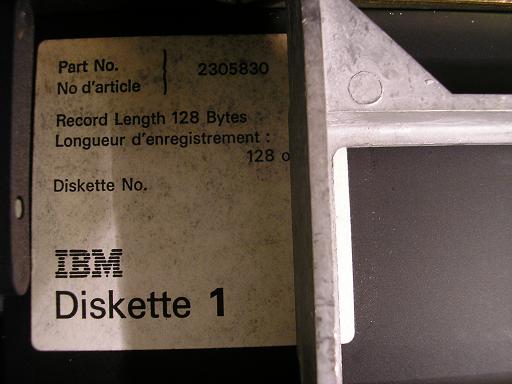 Part No. 2305830
No d'article
Record Length 128 Bytes
Longueur d'enregistrement :
128 o
Diskette No.
IBM
Diskette 1